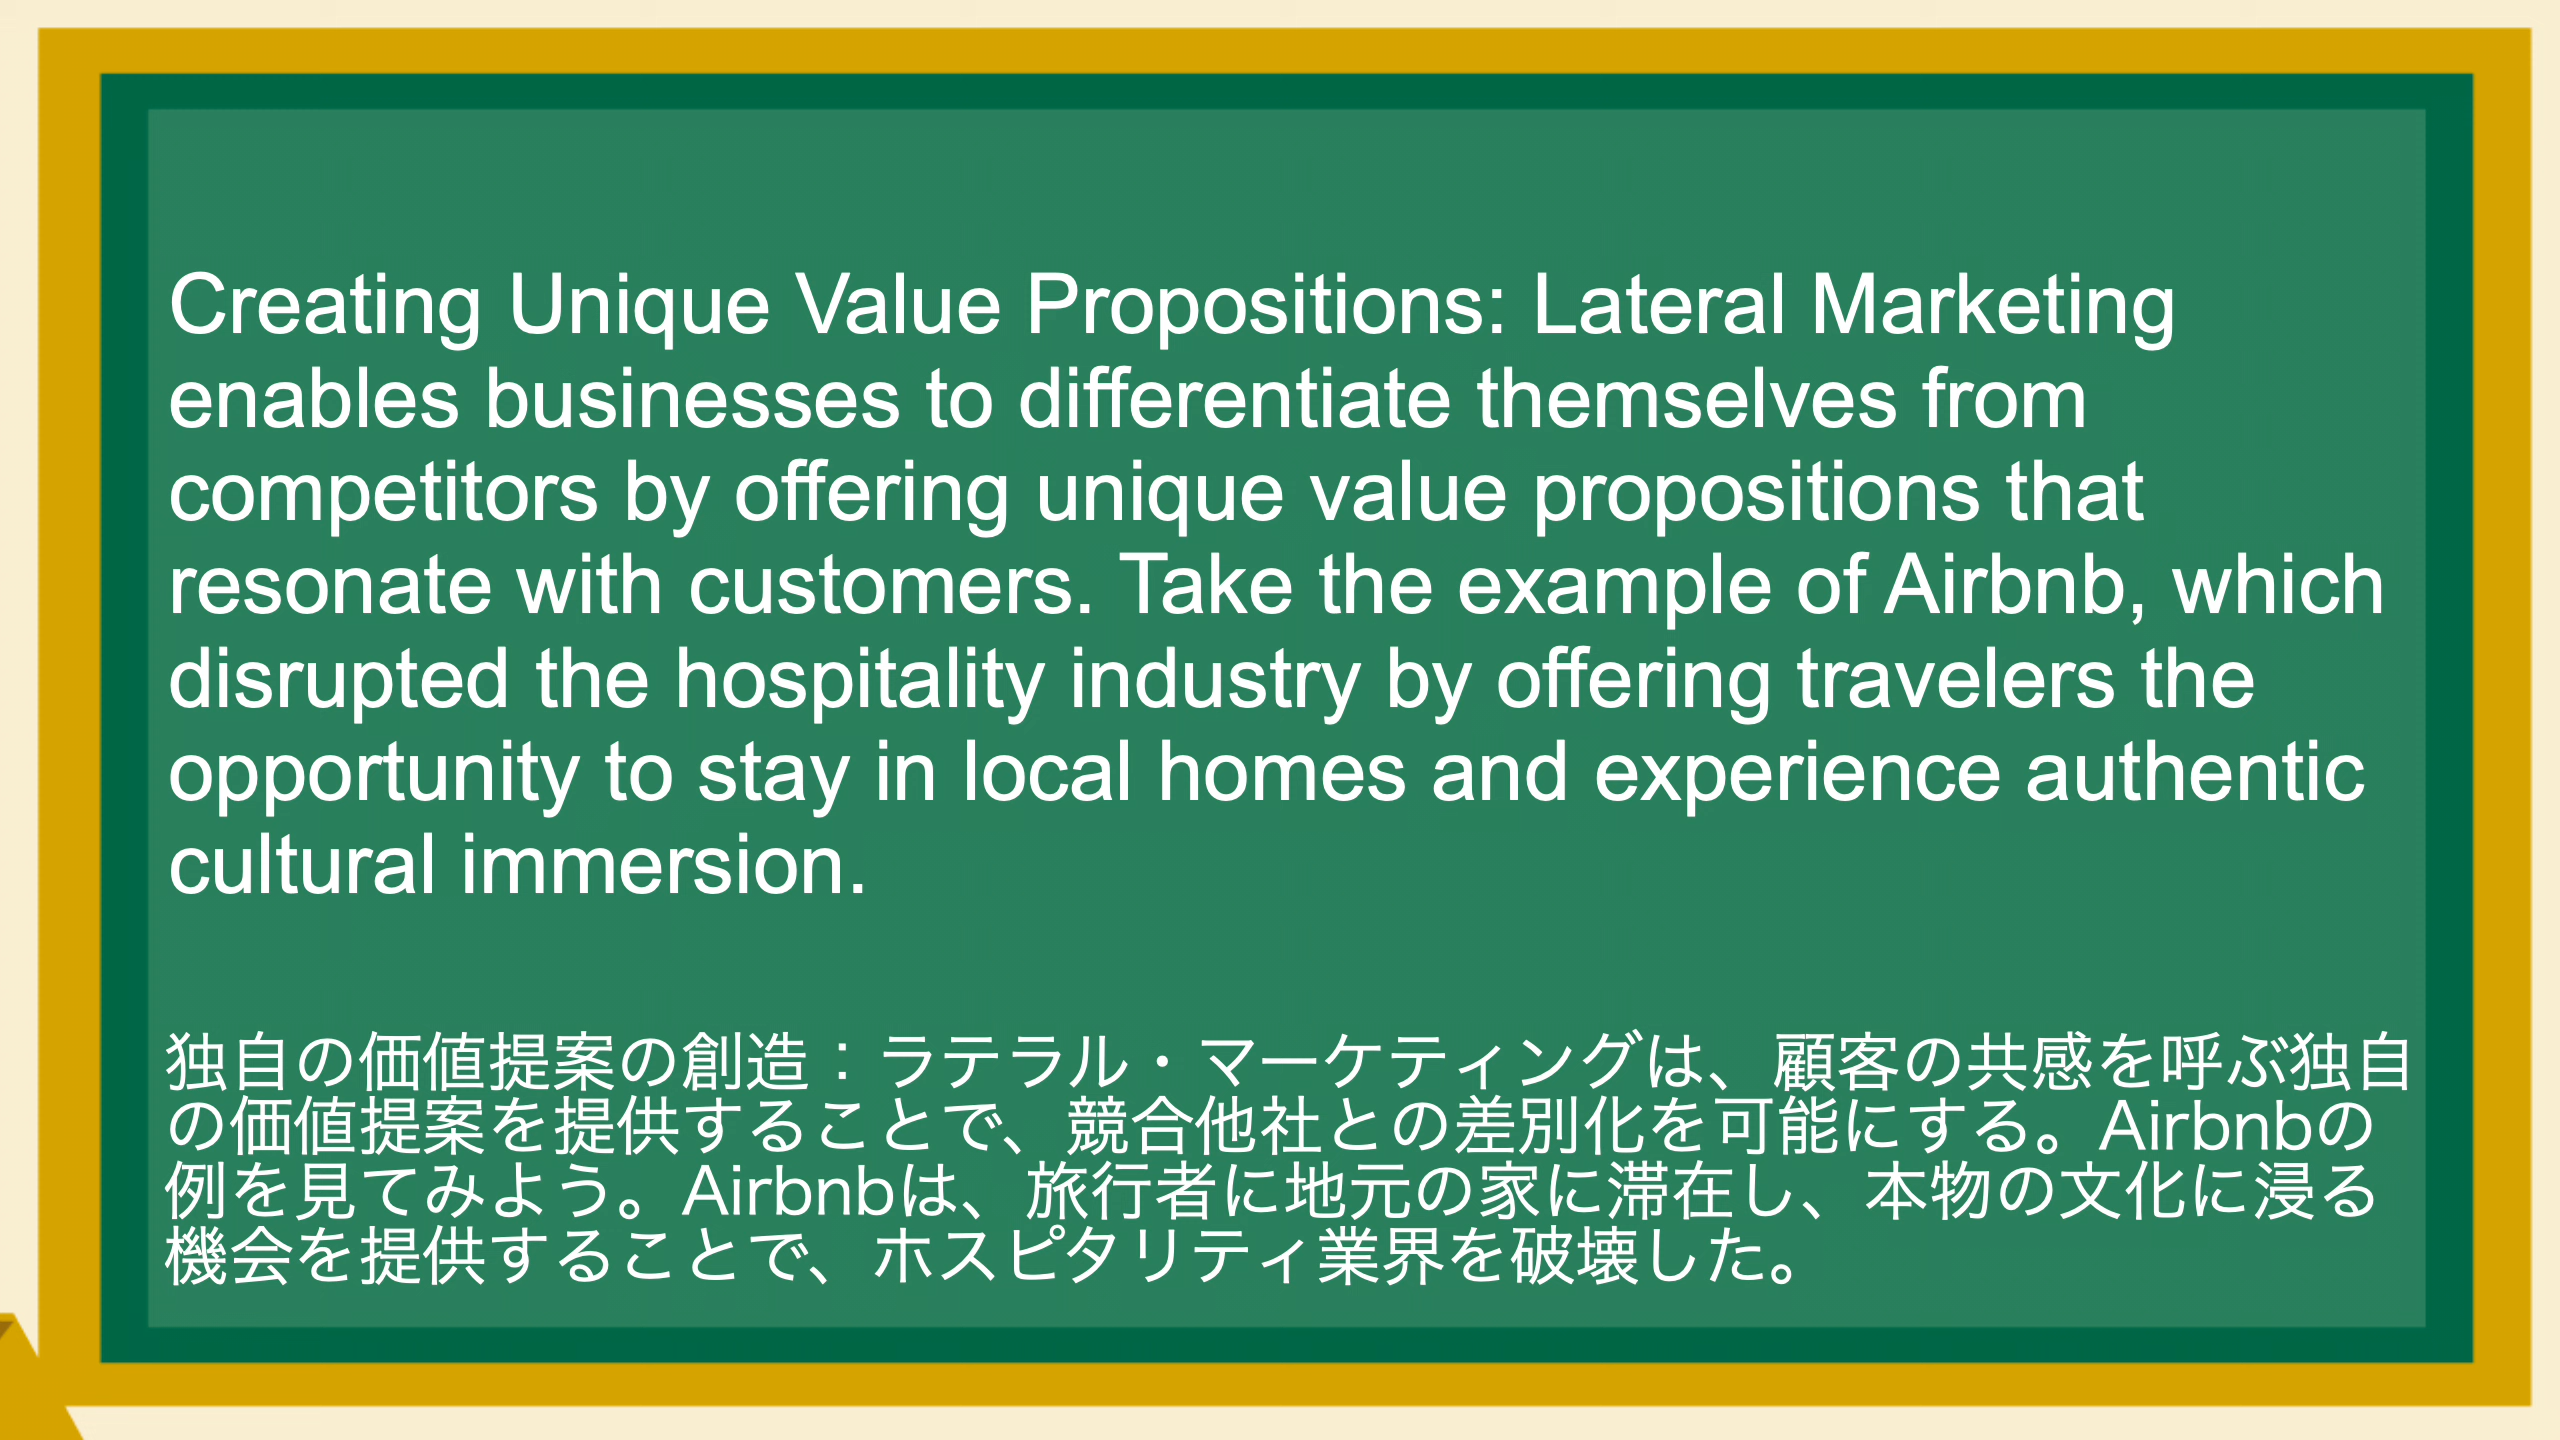 Creating Unique Value Propositions: Lateral Marketing
enables businesses to differentiate themselves from
competitors by offering unique value propositions that
resonate with customers. Take the example of Airbnb, which
disrupted the hospitality industry by offering travelers the
opportunity to stay in local homes and experience authentic
cultural immersion.
独自の価値提案の創造：ラテラル・マーケティングは、顧客の共感を呼ぶ独自
の価値提案を提供することで、競合他社との差別化を可能にする。Airbnbの
例を見てみよう。Airbnbは、旅行者に地元の家に滞在し、本物の文化に浸る
機会を提供することで、ホスピタリティ業界を破壊した。